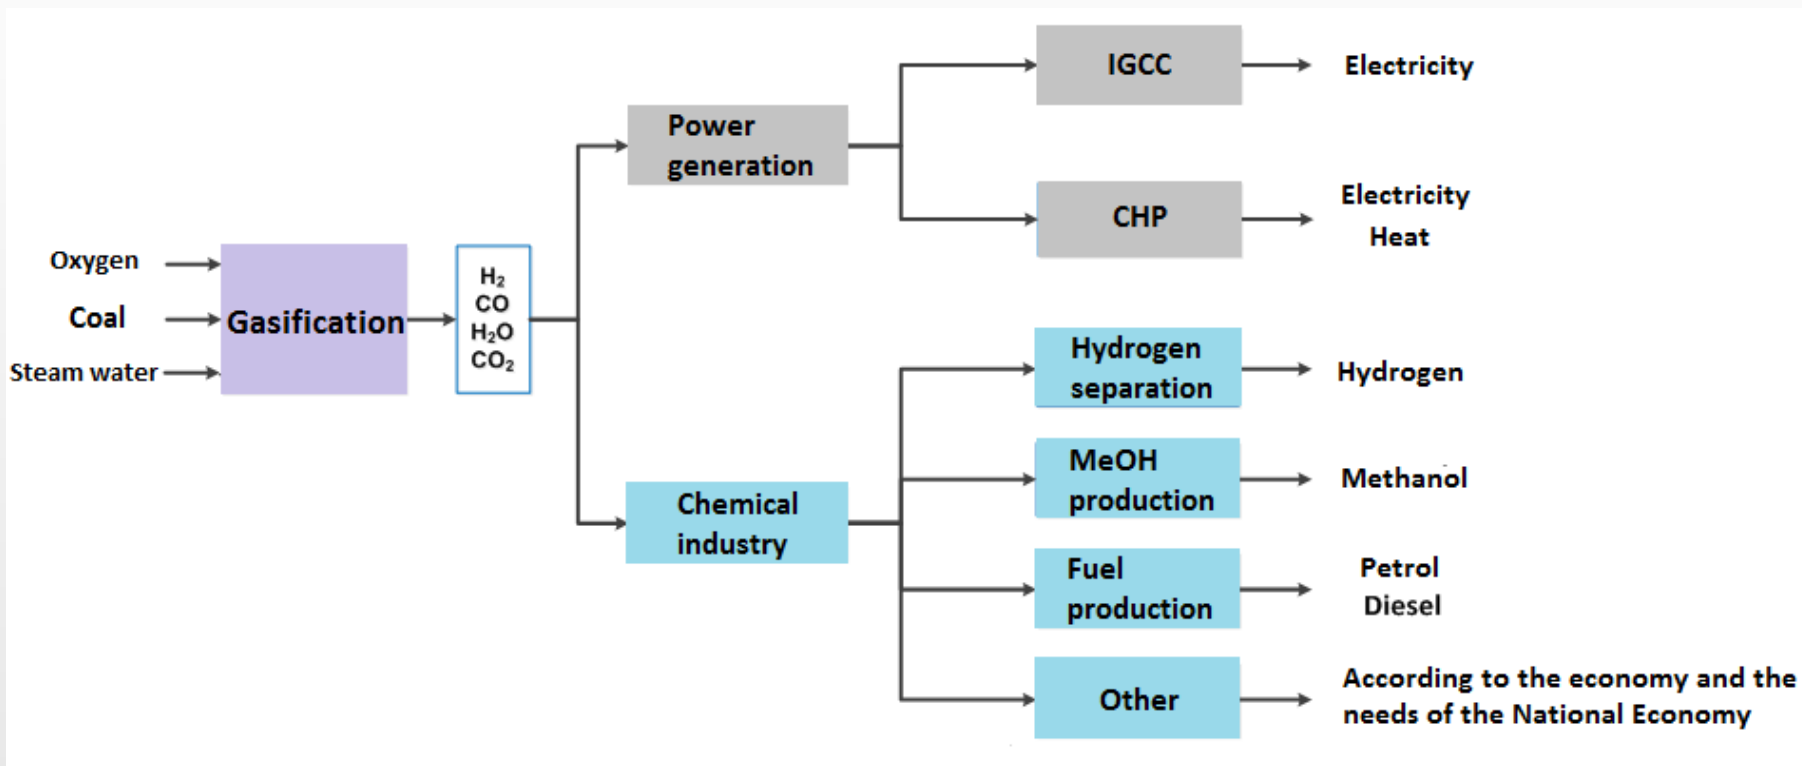 Oxygen
Coal
Steam water
Gasification
H₂
CO
H₂O
CO₂
Power
generation
Chemical
industry
IGCC
Electricity
CHP
Electricity
Heat
Hydrogen
separation
Hydrogen
MeOH
production
Methanol
Fuel
production
Petrol
Diesel
Other
According to the economy and the
needs of the National Economy